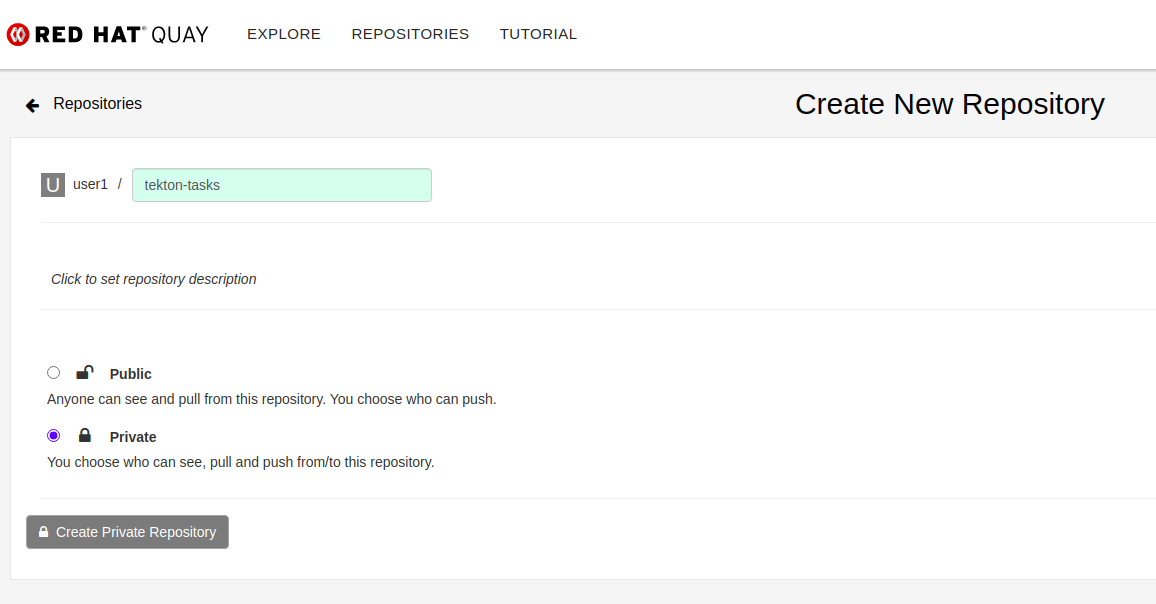 RED HAT® QUAY EXPLORE REPOSITORIES TUTORIAL
Repositories Create New Repository
U user1 / tekton-tasks
Click to set repository description
Public
Anyone can see and pull from this repository. You choose who can push.
Private
You choose who can see, pull and push from/to this repository.
Create Private Repository